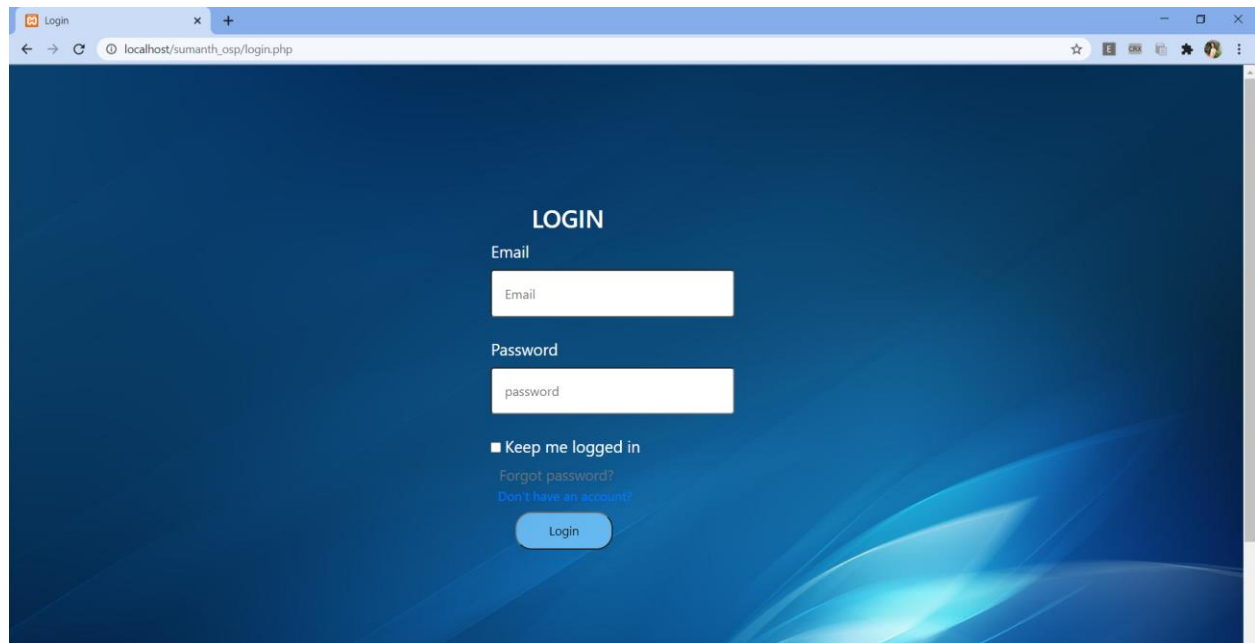 Login
localhost/sumanth_osp/login.php
LOGIN
Email
Email
Password
password
Keep me logged in
Forgot password?
Don't have an account?
Login